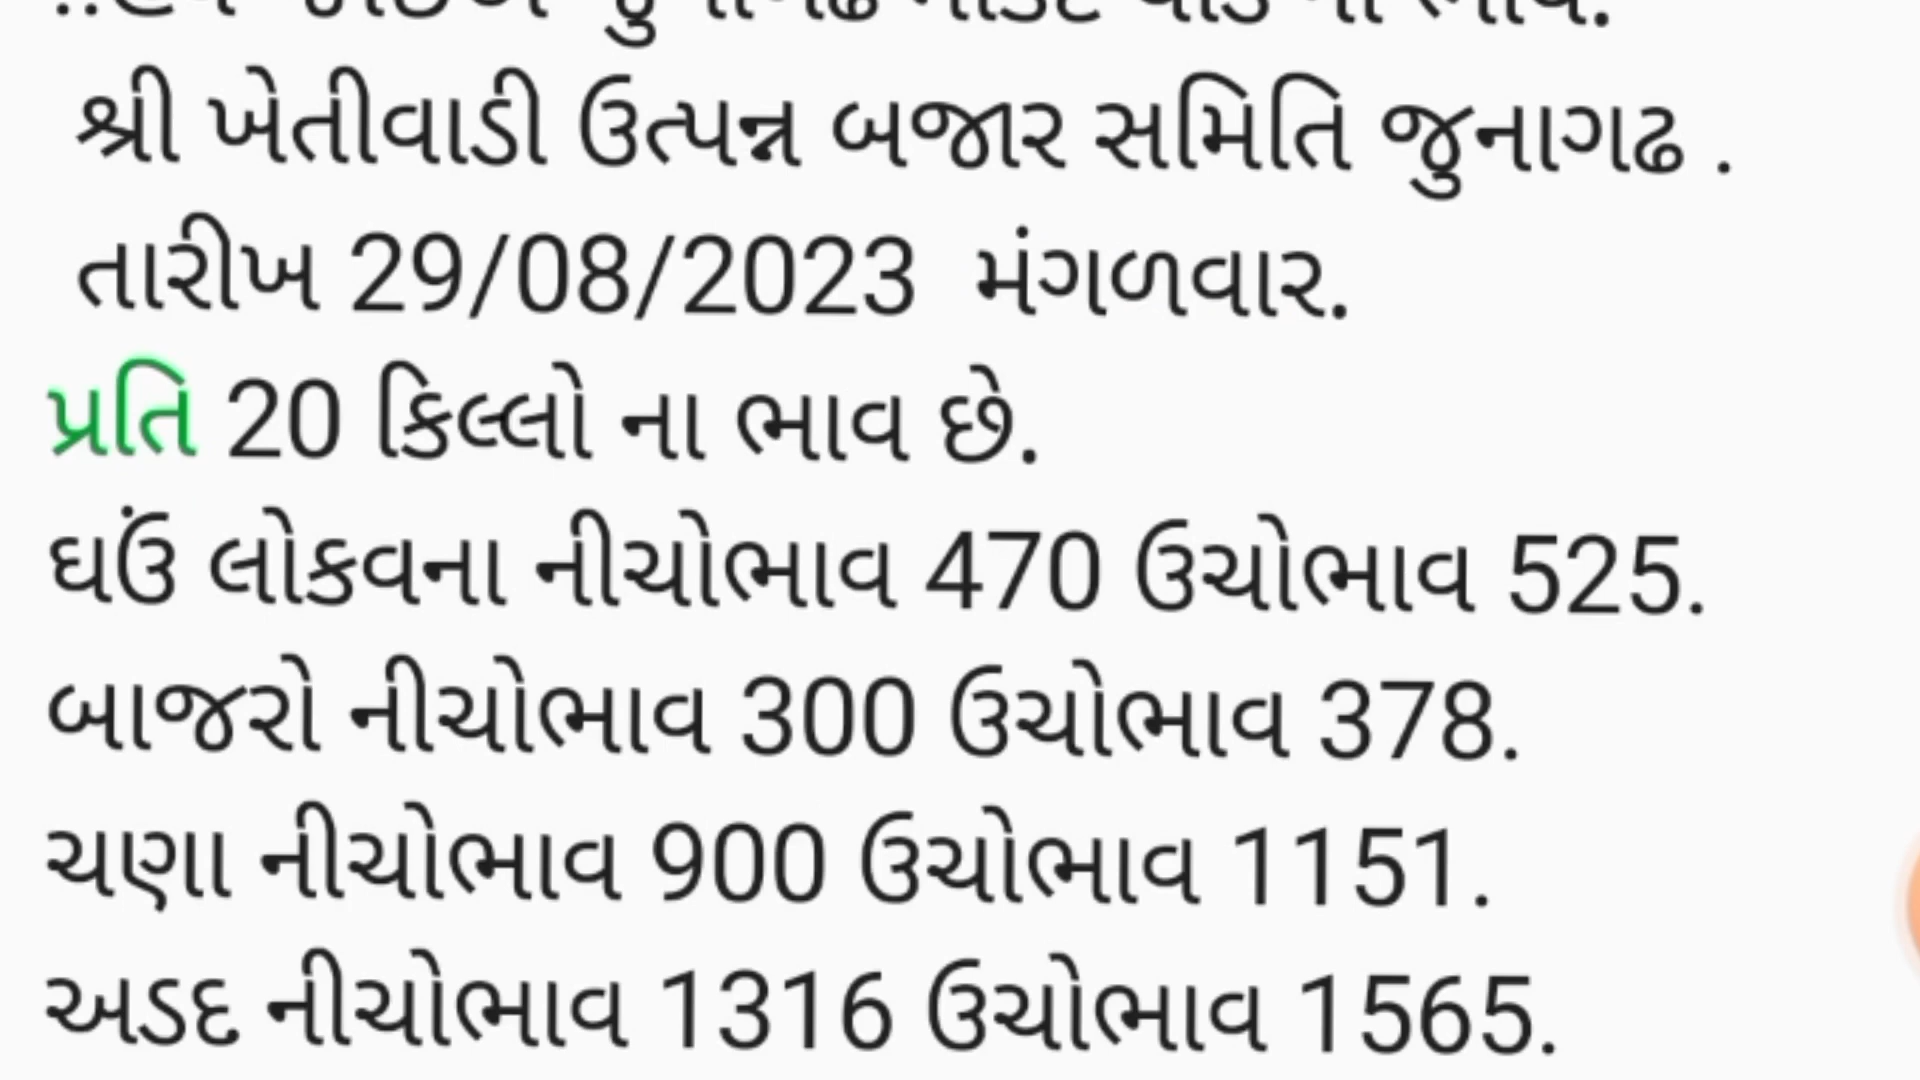 શ્રી ખેતીવાડી ઉત્પન્ન બજાર સમિતિ જુનાગઢ .
તારીખ 29/08/2023 મંગળવાર.
પ્રતિ 20 કિલ્લો ના ભાવ છે.
ઘઉં લોકવના નીચોભાવ 470 ઉચોભાવ 525.
બાજરો નીચોભાવ 300 ઉચોભાવ 378.
ચણા નીચોભાવ 900 ઉચોભાવ 1151.
અડદ નીચોભાવ 1316 ઉચોભાવ 1565.